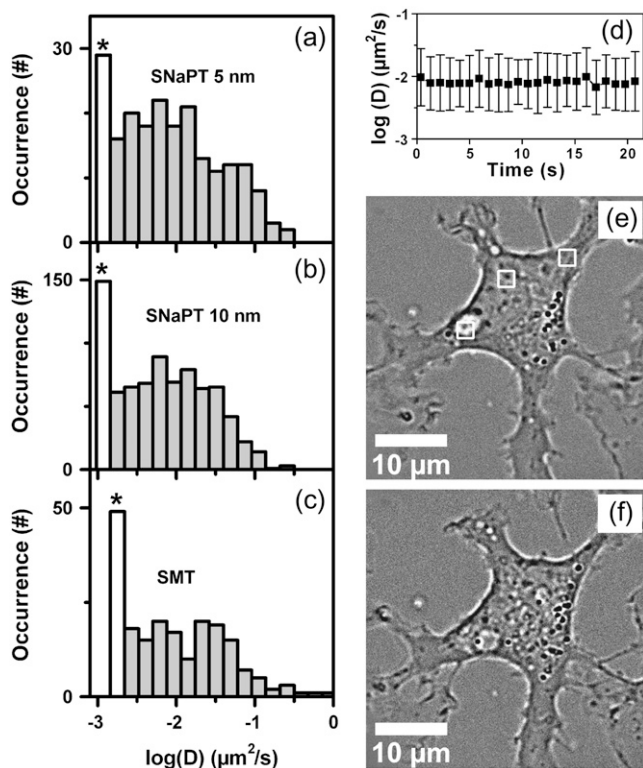 (a)
30
*
SNaPT 5 nm
Occurrence (#)
0
(b)
150
*
SNaPT 10 nm
Occurrence (#)
0
(c)
50
*
SMT
Occurrence (#)
0
-3 -2 -1 0
log(D) (µm²/s)
(d)
log (D) (µm²/s)
-1
-2
-3
0 5 10 15 20
Time (s)
(e)
10 µm
(f)
10 µm